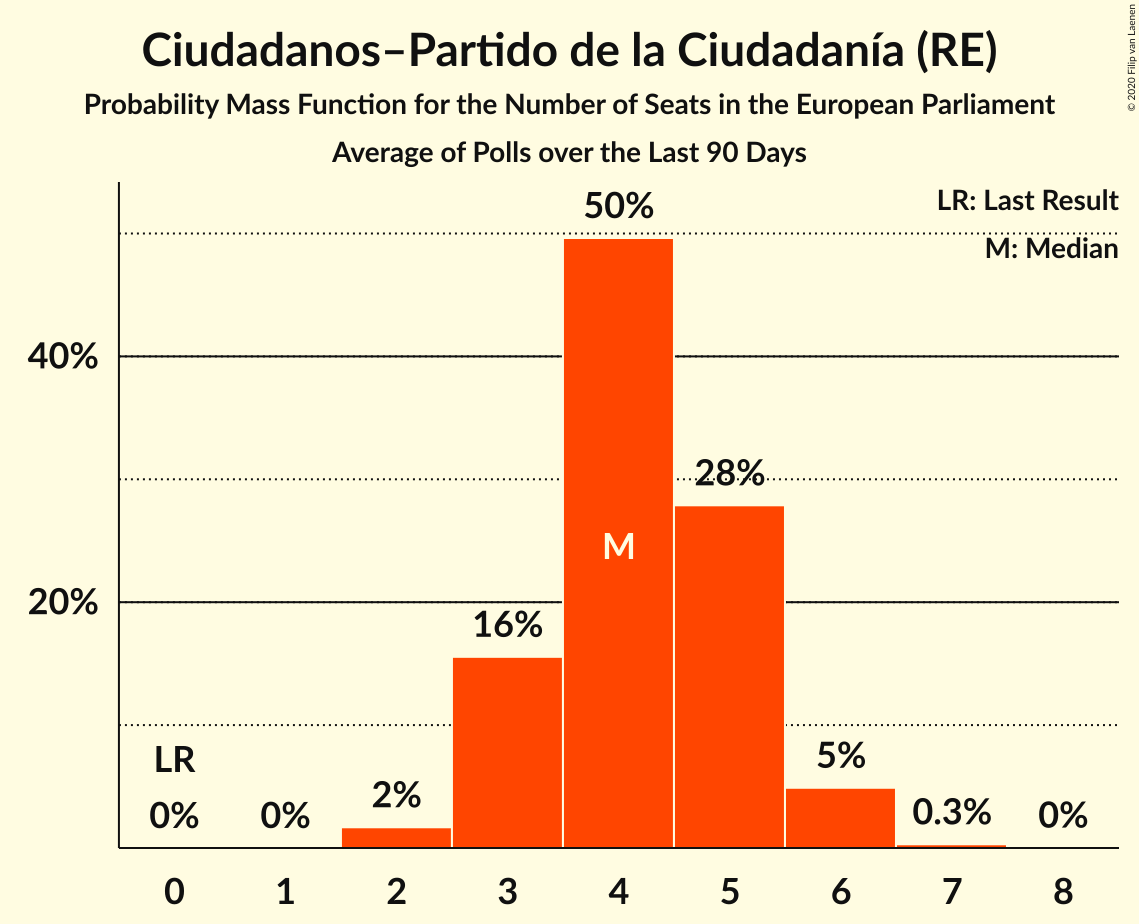 Ciudadanos–Partido de la Ciudadanía (RE)
Probability Mass Function for the Number of Seats in the European Parliament
Average of Polls over the Last 90 Days
© 2020 Filip van Laenen
LR: Last Result
M: Median
50%
40%
28%
M
20%
16%
LR
0%
0%
2%
5%
0.3%
0%
0 1 2 3 4 5 6 7 8